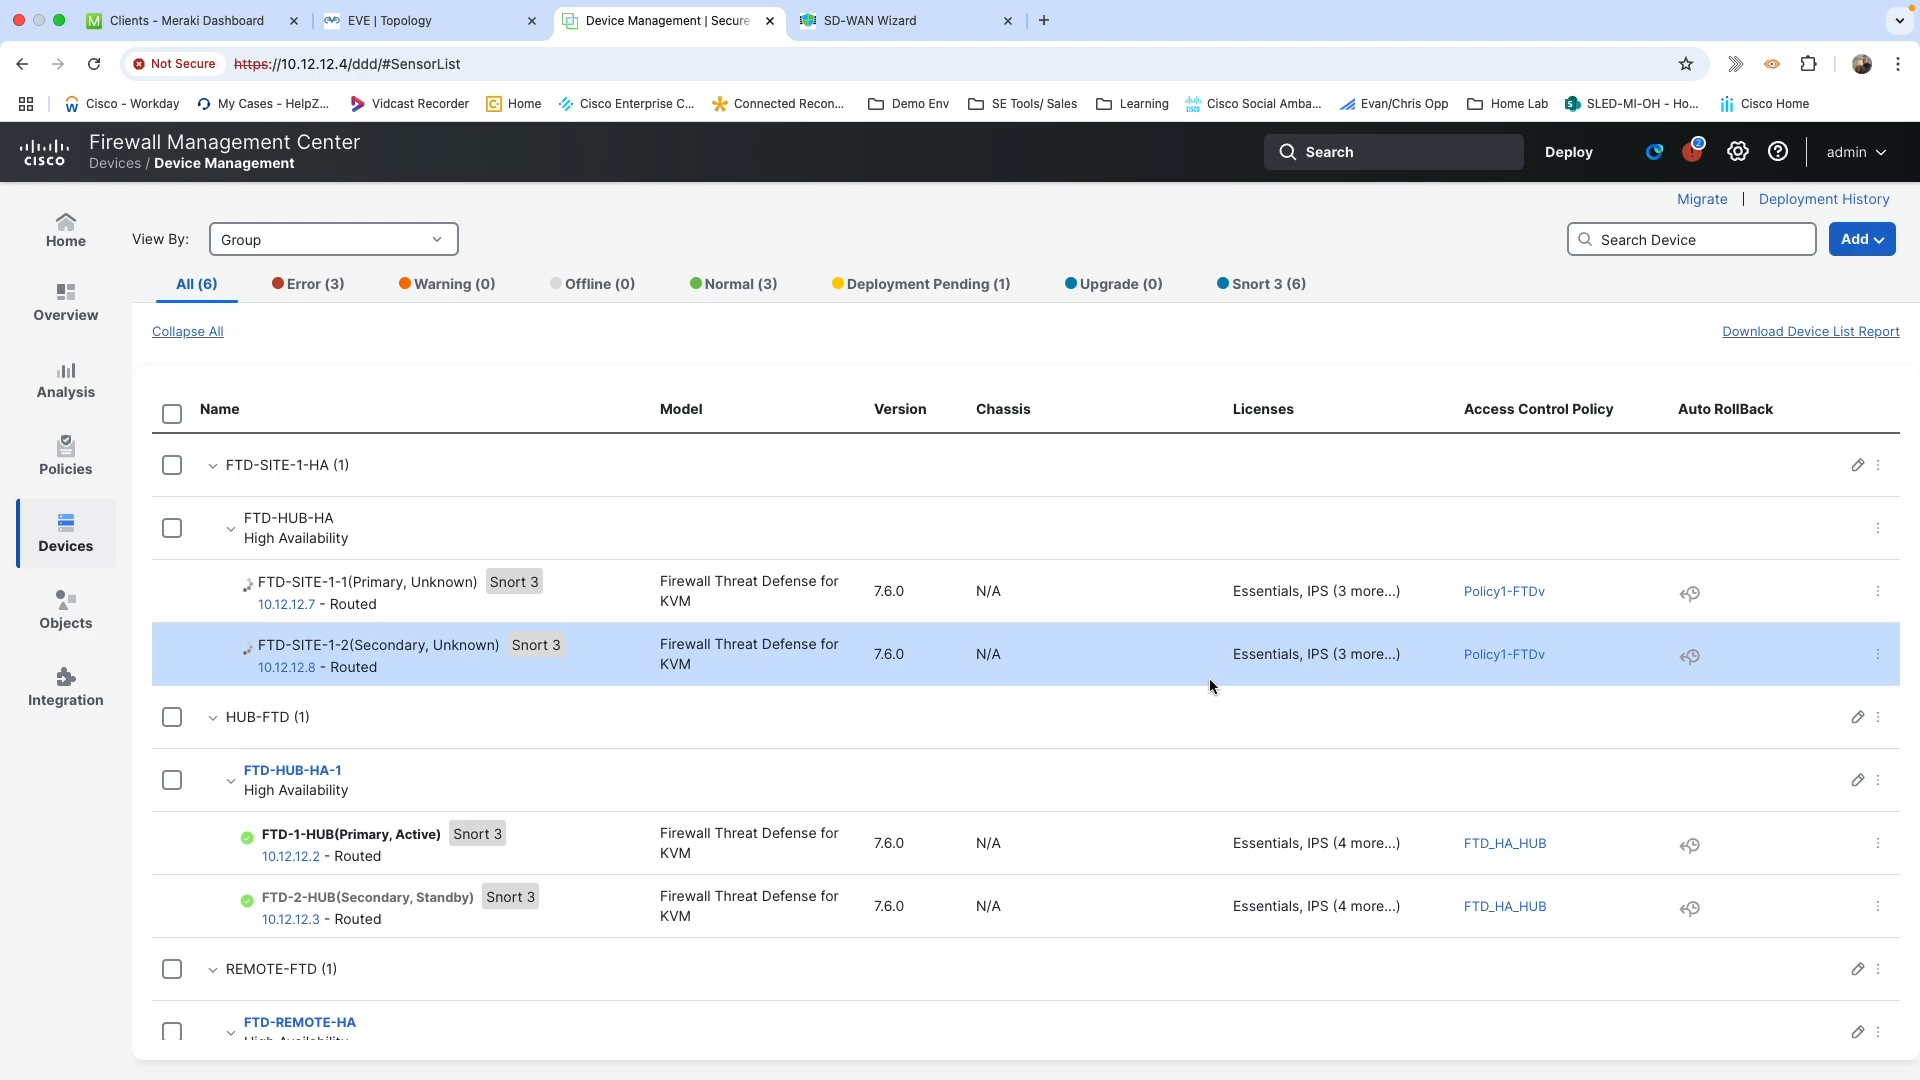 Clients - Meraki Dashboard
EVE | Topology
Device Management | Secure
SD-WAN Wizard
Not Secure
https://10.12.12.4/ddd/#SensorList
Cisco - Workday
My Cases - HelpZ...
Vidcast Recorder
Home
Cisco Enterprise C...
Connected Recon...
Demo Env
SE Tools/ Sales
Learning
Cisco Social Amba...
Evan/Chris Opp
Home Lab
SLED-MI-OH - Ho...
Cisco Home
CISCO
Firewall Management Center
Devices / Device Management
Search
Deploy
2
admin
Migrate | Deployment History
Home
Overview
Analysis
Policies
Devices
Objects
Integration
View By:
Group
Search Device
Add
All (6)
Error (3)
Warning (0)
Offline (0)
Normal (3)
Deployment Pending (1)
Upgrade (0)
Snort 3 (6)
Collapse All
Download Device List Report
Name
Model
Version
Chassis
Licenses
Access Control Policy
Auto RollBack
FTD-SITE-1-HA (1)
FTD-HUB-HA
High Availability
FTD-SITE-1-1(Primary, Unknown) Snort 3
10.12.12.7 - Routed
Firewall Threat Defense for
KVM
7.6.0
N/A
Essentials, IPS (3 more...)
Policy1-FTDv
FTD-SITE-1-2(Secondary, Unknown) Snort 3
10.12.12.8 - Routed
Firewall Threat Defense for
KVM
7.6.0
N/A
Essentials, IPS (3 more...)
Policy1-FTDv
HUB-FTD (1)
FTD-HUB-HA-1
High Availability
FTD-1-HUB(Primary, Active) Snort 3
10.12.12.2 - Routed
Firewall Threat Defense for
KVM
7.6.0
N/A
Essentials, IPS (4 more...)
FTD_HA_HUB
FTD-2-HUB(Secondary, Standby) Snort 3
10.12.12.3 - Routed
Firewall Threat Defense for
KVM
7.6.0
N/A
Essentials, IPS (4 more...)
FTD_HA_HUB
REMOTE-FTD (1)
FTD-REMOTE-HA
High Availability